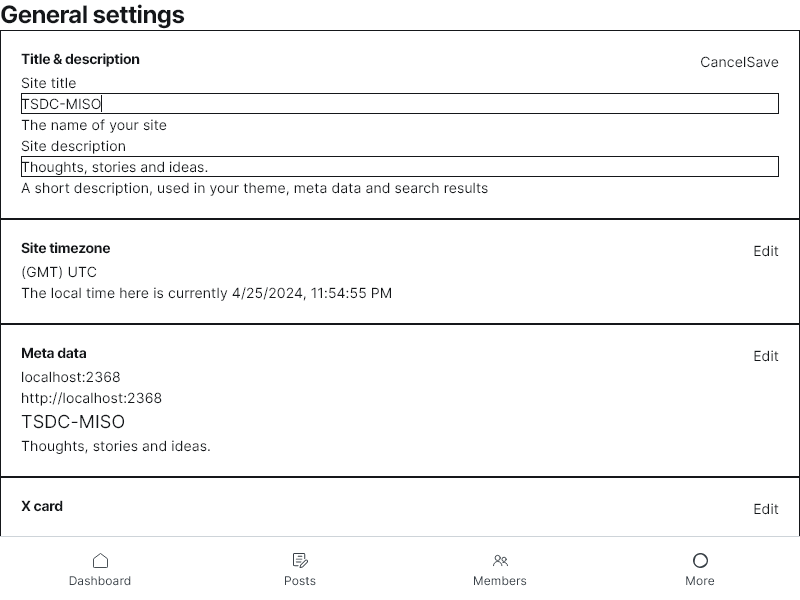 General settings
Title & description
CancelSave
Site title
TSDC-MISO
The name of your site
Site description
Thoughts, stories and ideas.
A short description, used in your theme, meta data and search results
Site timezone
Edit
(GMT) UTC
The local time here is currently 4/25/2024, 11:54:55 PM
Meta data
Edit
localhost:2368
http://localhost:2368
TSDC-MISO
Thoughts, stories and ideas.
X card
Edit
Dashboard
Posts
Members
More